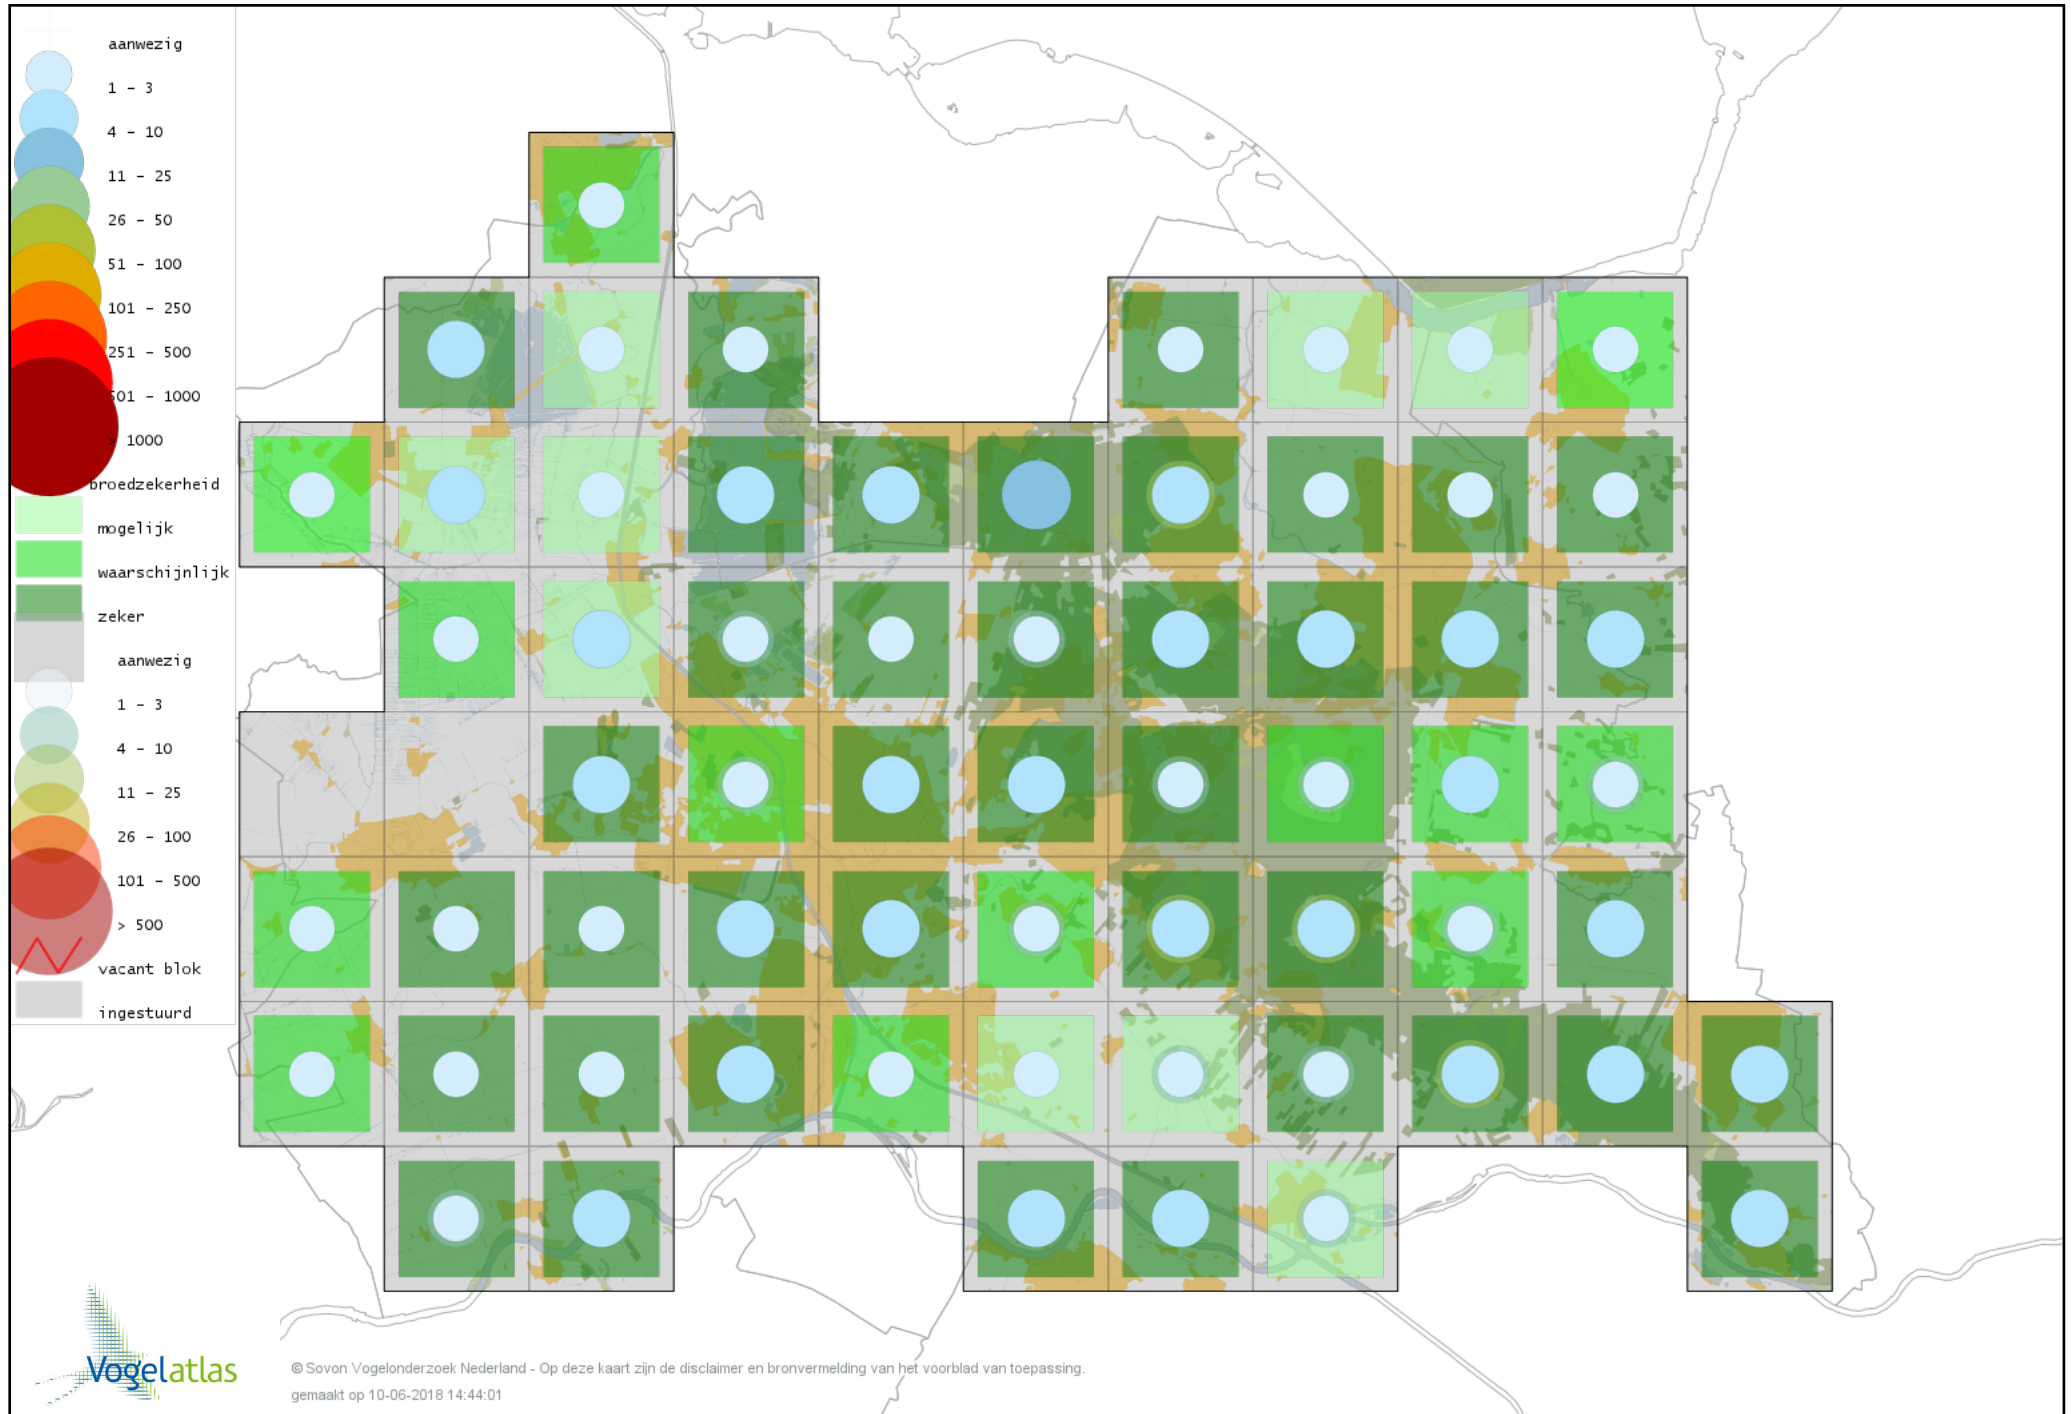 aanwezig
1 - 3
4 - 10
11 - 25
26 - 50
51 - 100
101 - 250
251 - 500
501 - 1000
> 1000
broedzekerheid
mogelijk
waarschijnlijk
zeker
aanwezig
1 - 3
4 - 10
11 - 25
26 - 100
101 - 500
> 500
vacant blok
ingestuurd
Vogelatlas
© Sovon Vogelonderzoek Nederland - Op deze kaart zijn de disclaimer en bronvermelding van het voorblad van toepassing.
gemaakt op 10-06-2018 14:44:01